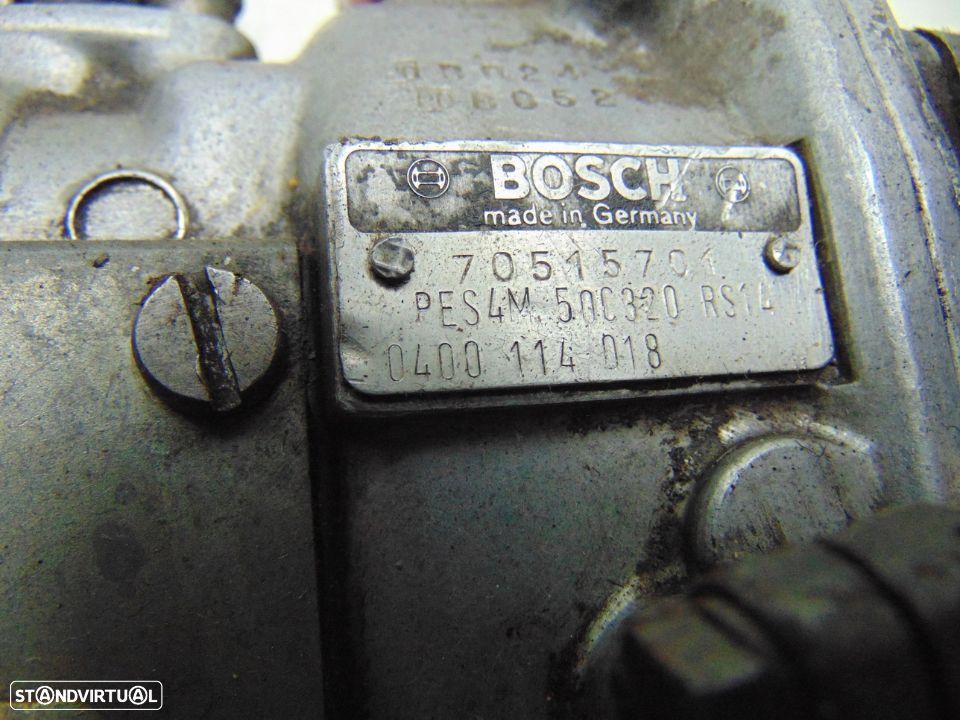 BOSCH
made in Germany
70515701
PES4M 50C320 RS14
0400 114 018
STANDVIRTUAL